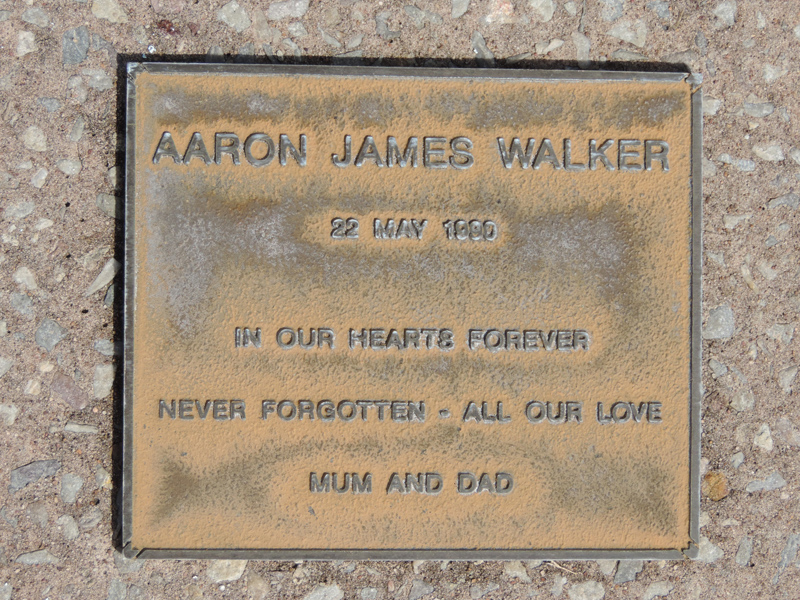 AARON JAMES WALKER
22 MAY 1990
IN OUR HEARTS FOREVER
NEVER FORGOTTEN - ALL OUR LOVE
MUM AND DAD